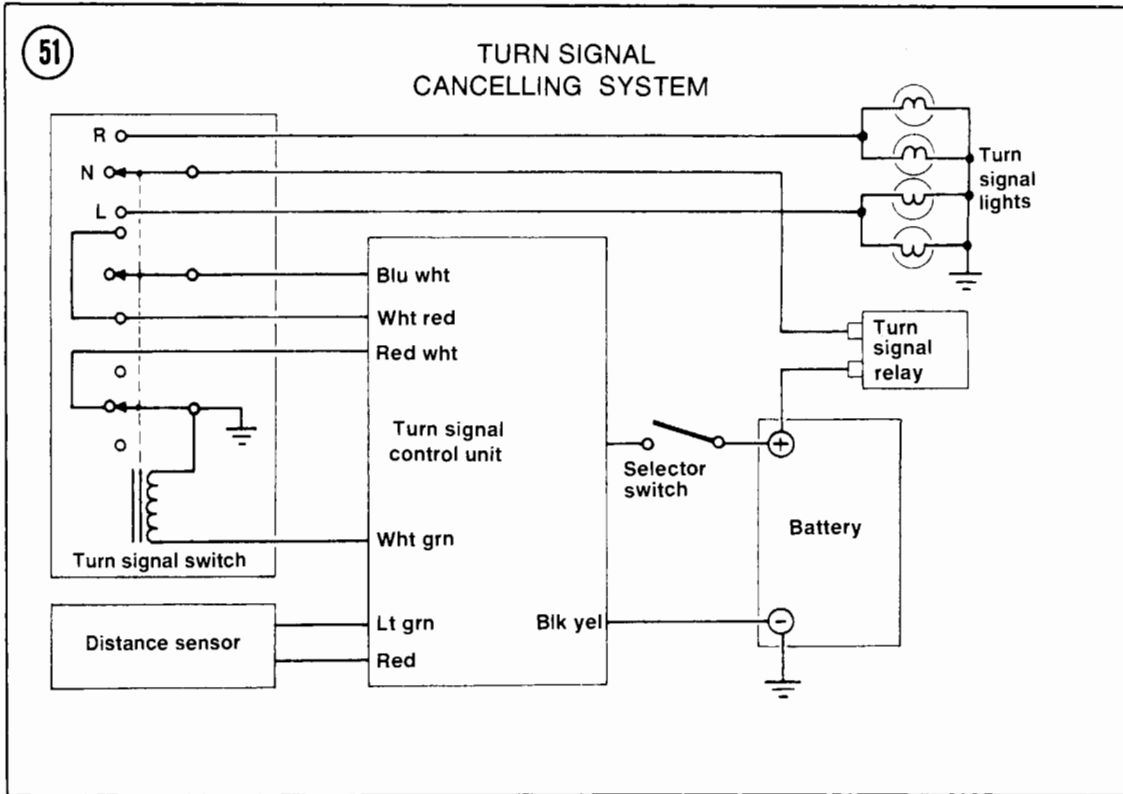 51
TURN SIGNAL
CANCELLING SYSTEM
R
N
L
Turn
signal
lights
Blu wht
Wht red
Red wht
Turn
signal
relay
Turn signal
control unit
Selector
switch
+
Battery
Wht grn
Turn signal switch
Distance sensor
Lt grn
Red
Blk yel
-